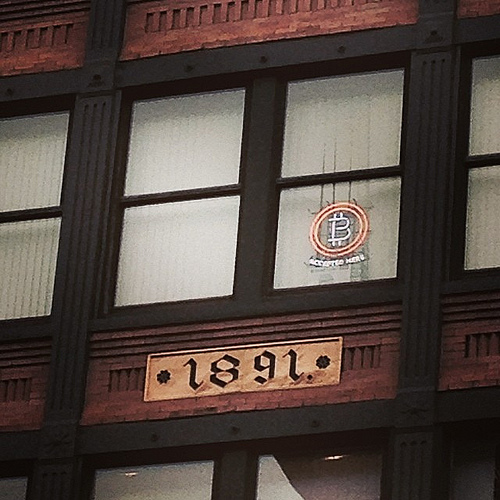 ₿
ACCEPTED HERE
· 1891. ·